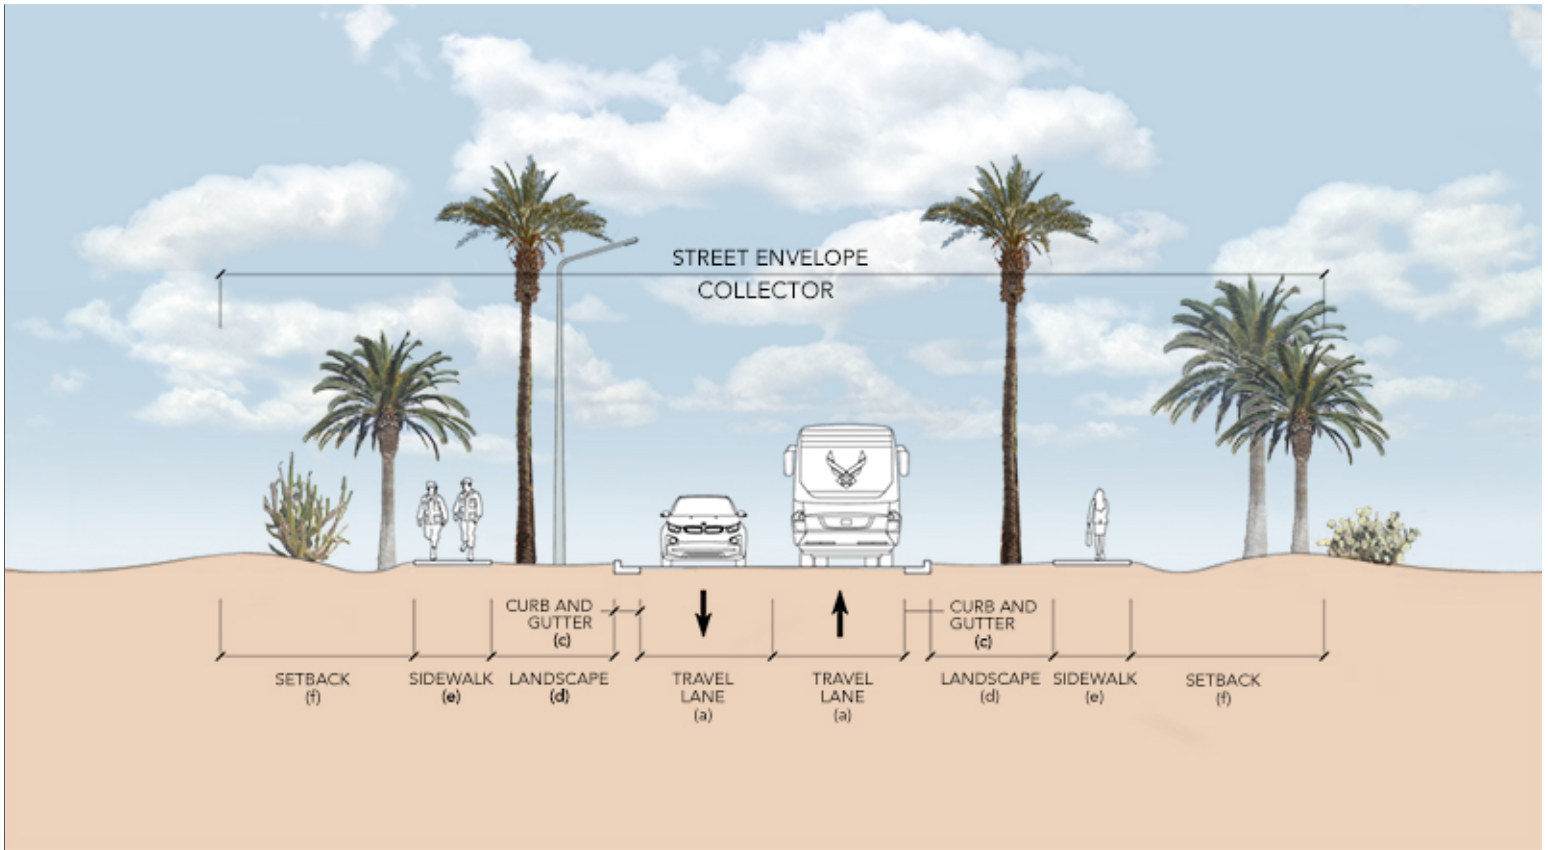 STREET ENVELOPE
COLLECTOR
CURB AND
GUTTER
(c)
CURB AND
GUTTER
(c)
SETBACK
(f)
SIDEWALK
(e)
LANDSCAPE
(d)
TRAVEL
LANE
(a)
TRAVEL
LANE
(a)
LANDSCAPE
(d)
SIDEWALK
(e)
SETBACK
(f)